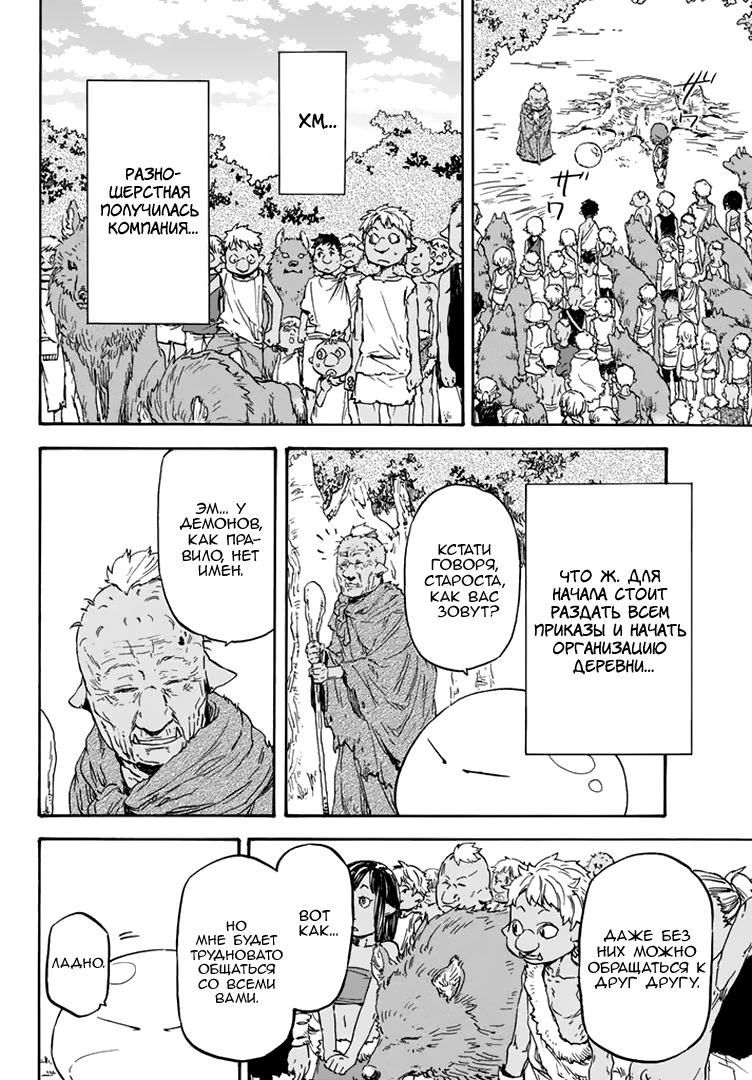 ХМ...
РАЗНО-
ШЕРСТНАЯ
ПОЛУЧИЛАСЬ
КОМПАНИЯ...
ЧТО Ж. ДЛЯ
НАЧАЛА СТОИТ
РАЗДАТЬ ВСЕМ
ПРИКАЗЫ И НАЧАТЬ
ОРГАНИЗАЦИЮ
ДЕРЕВНИ...
КСТАТИ
ГОВОРЯ,
СТАРОСТА,
КАК ВАС
ЗОВУТ?
ЭМ... У
ДЕМОНОВ,
КАК ПРА-
ВИЛО, НЕТ
ИМЕН.
ДАЖЕ БЕЗ
НИХ МОЖНО
ОБРАЩАТЬСЯ К
ДРУГ ДРУГУ.
ВОТ
КАК...
НО
МНЕ БУДЕТ
ТРУДНОВАТО
ОБЩАТЬСЯ
СО ВСЕМИ
ВАМИ.
ЛАДНО.